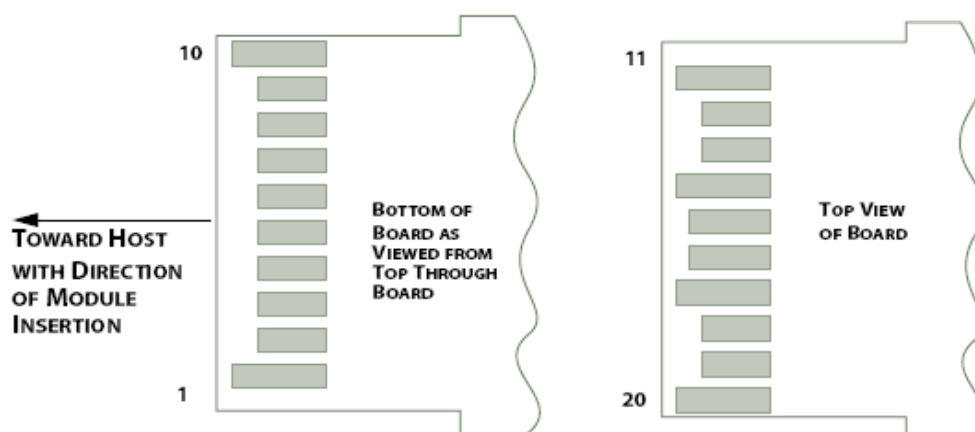 10
1
TOWARD HOST
WITH DIRECTION
OF MODULE
INSERTION
BOTTOM OF
BOARD AS
VIEWED FROM
TOP THROUGH
BOARD
11
20
TOP VIEW
OF BOARD